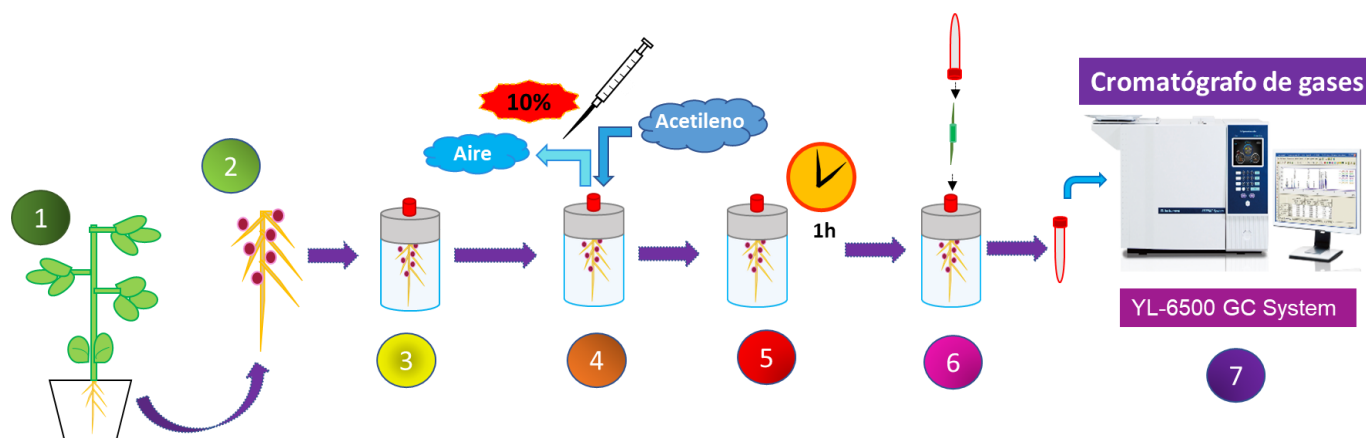 Cromatógrafo de gases
10%
Acetileno
Aire
2
1
1h
YL-6500 GC System
3
4
5
6
7